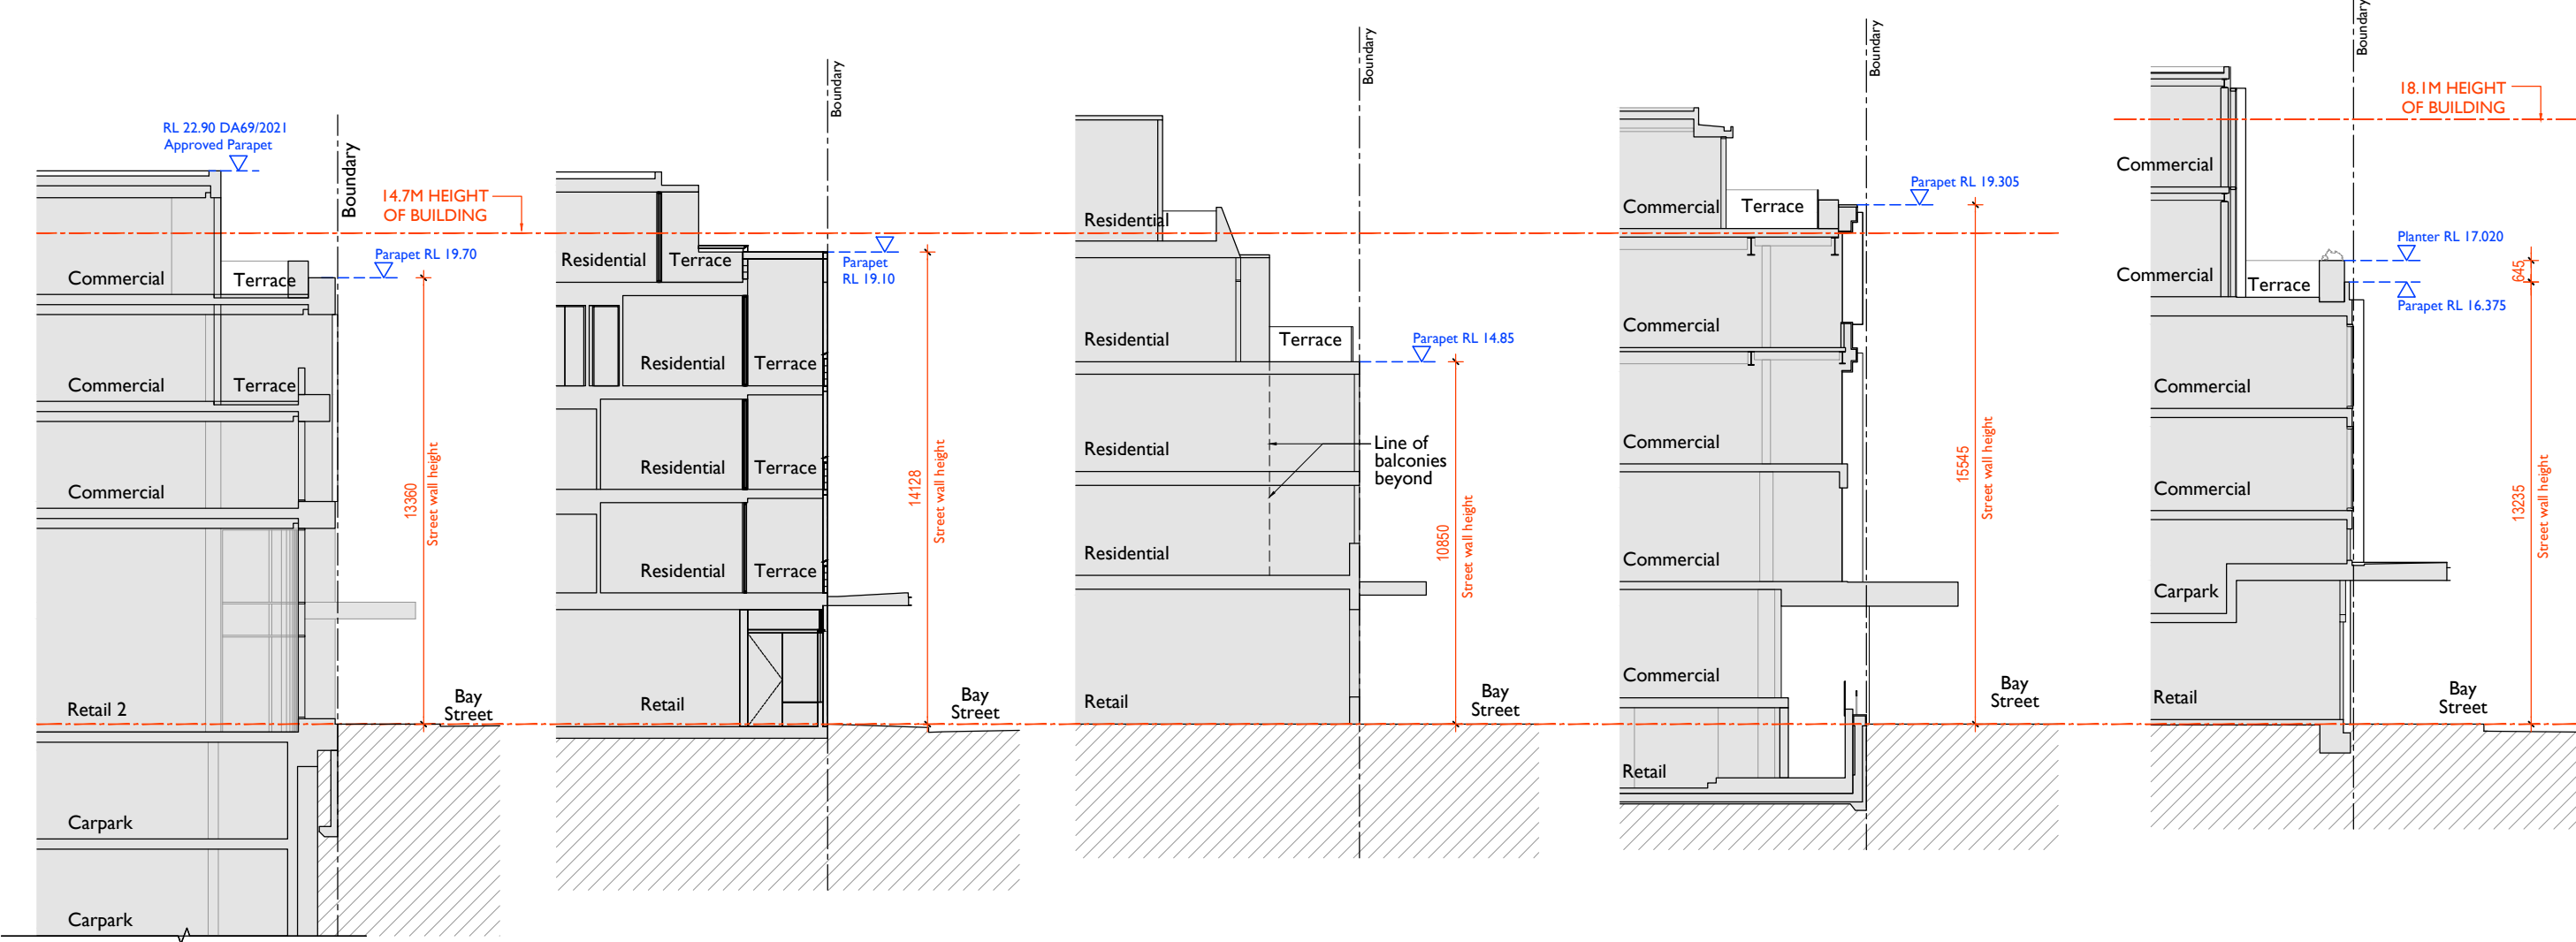 RL 22.90 DA69/2021
Approved Parapet
Boundary
14.7M HEIGHT
OF BUILDING
Parapet RL 19.70
Commercial
Terrace
Commercial
Terrace
Commercial
13360
Street wall height
Retail 2
Bay
Street
Carpark
Carpark
Boundary
Residential
Terrace
Parapet
RL 19.10
Residential
Terrace
Residential
Terrace
14128
Street wall height
Residential
Terrace
Retail
Bay
Street
Boundary
Residential
Residential
Terrace
Parapet RL 14.85
Residential
Line of
balconies
beyond
10850
Street wall height
Residential
Retail
Bay
Street
Boundary
Parapet RL 19.305
Commercial
Terrace
Commercial
Commercial
15545
Street wall height
Commercial
Commercial
Bay
Street
Retail
Boundary
18.1M HEIGHT
OF BUILDING
Commercial
Planter RL 17.020
645
Commercial
Terrace
Parapet RL 16.375
Commercial
Commercial
13235
Street wall height
Carpark
Retail
Bay
Street